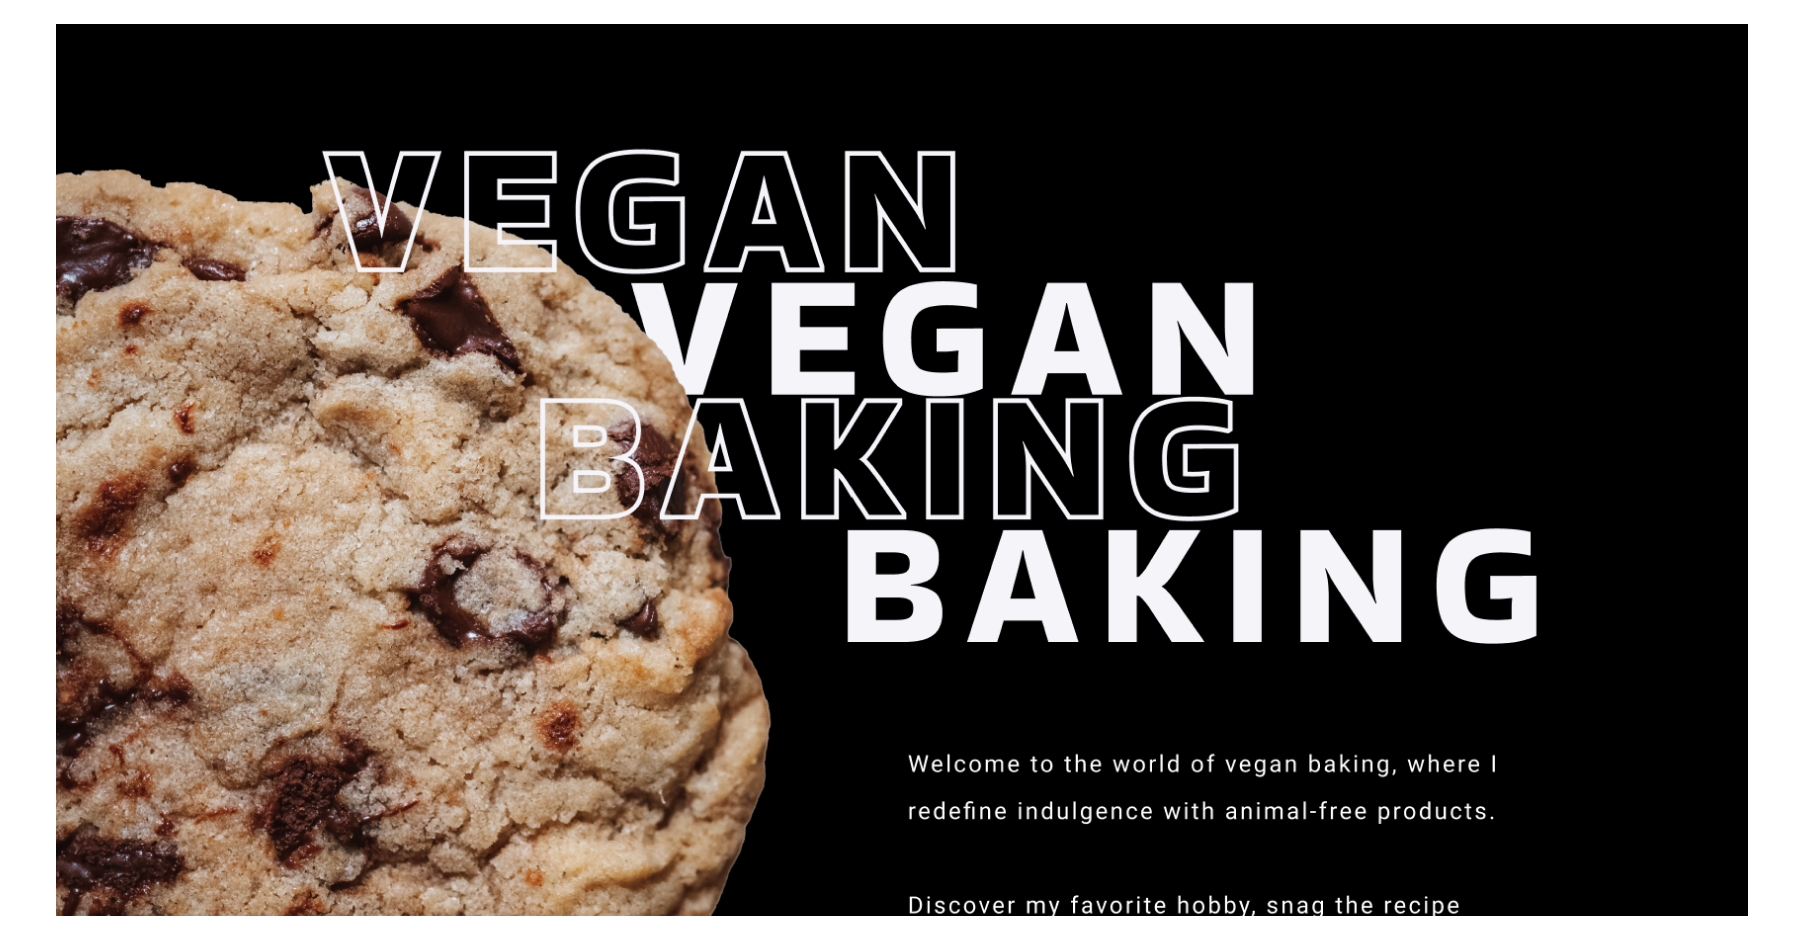 VEGAN
VEGAN
BAKING
BAKING
Welcome to the world of vegan baking, where I
redefine indulgence with animal-free products.
Discover my favorite hobby, snag the recipe